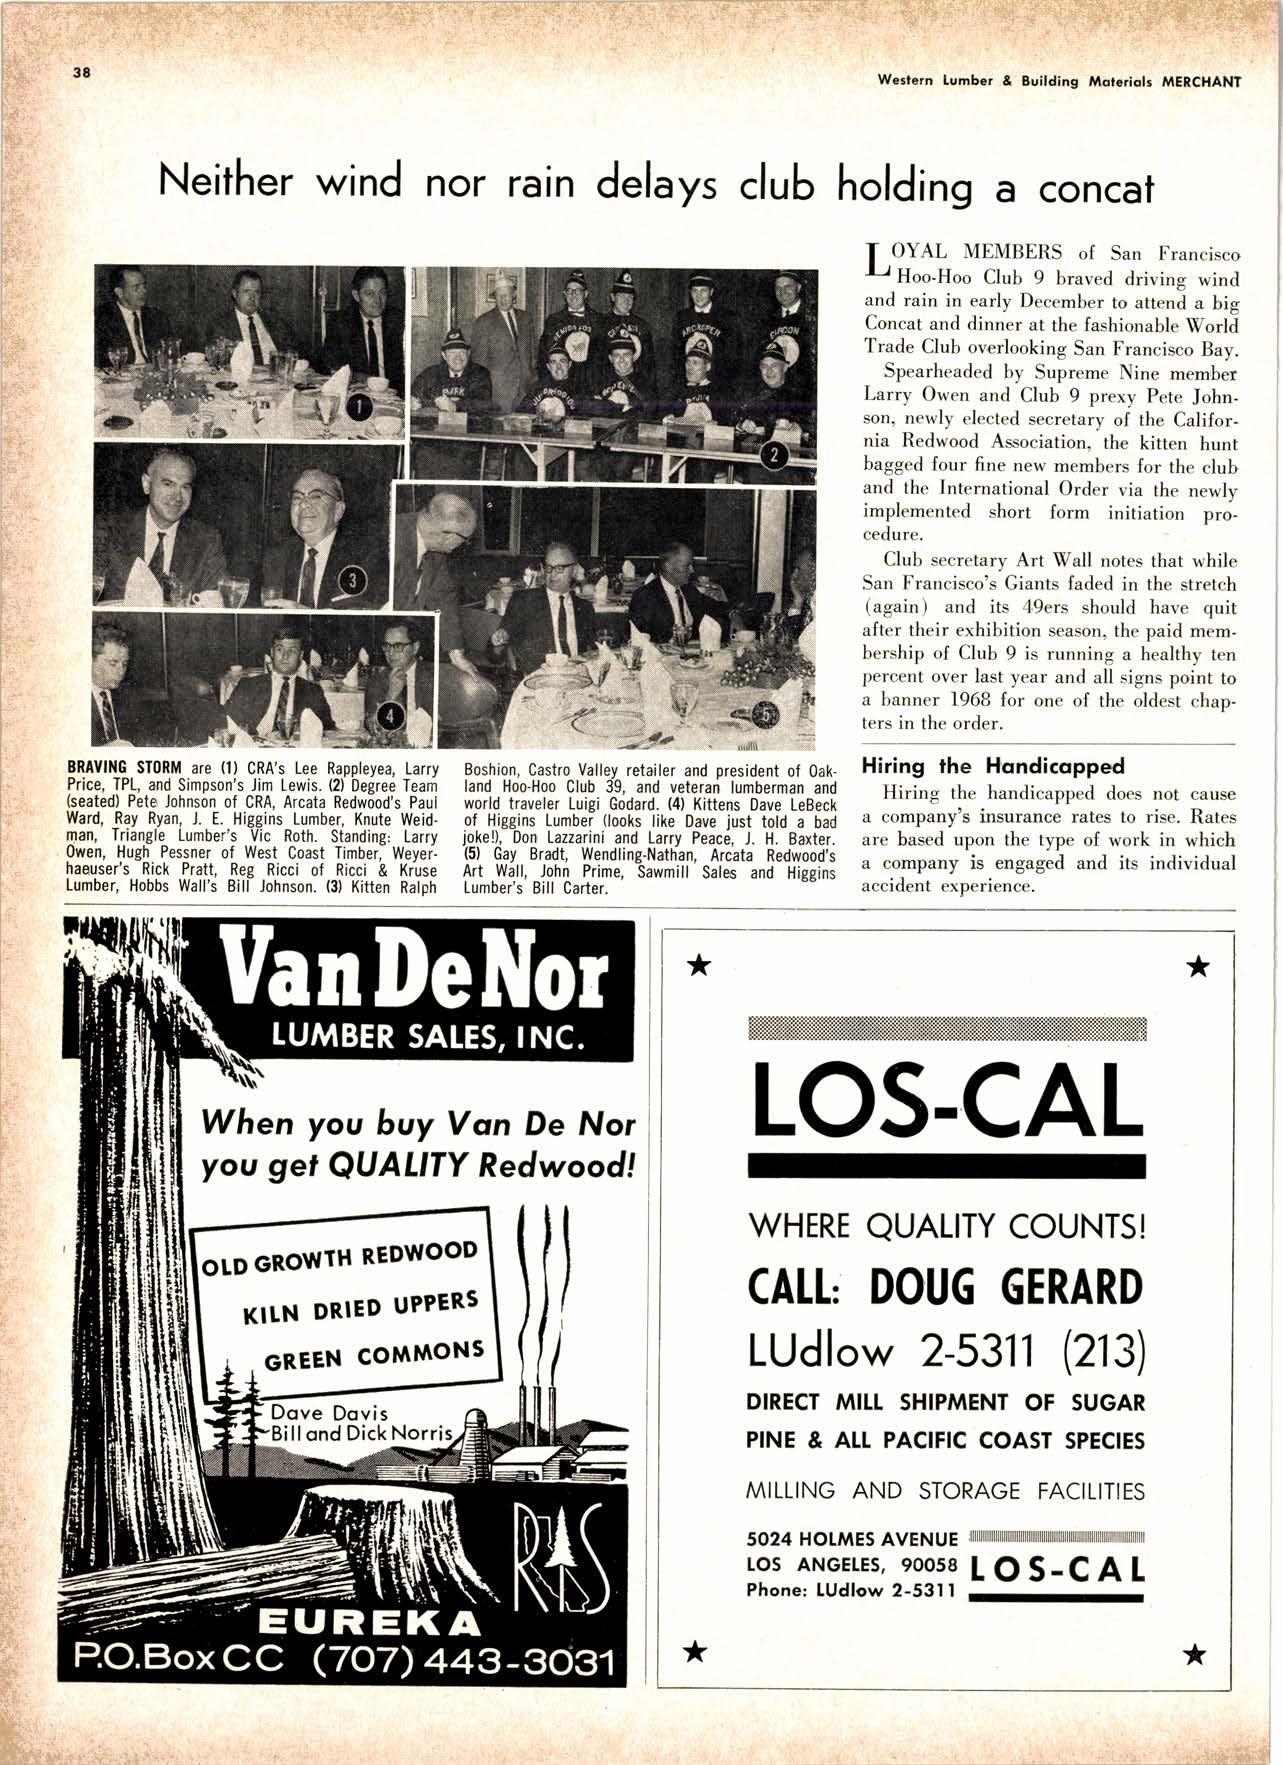 38
Western Lumber & Building Materials MERCHANT
Neither wind nor rain delays club holding a concat
1
2
3
4
5
BRAVING STORM are (1) CRA's Lee Rappleyea, Larry
Price, TPL, and Simpson's Jim Lewis. (2) Degree Team
(seated) Pete Johnson of CRA, Arcata Redwood's Paul
Ward, Ray Ryan, J. E. Higgins Lumber, Knute Weid-
man, Triangle Lumber's Vic Roth. Standing: Larry
Owen, Hugh Pessner of West Coast Timber, Weyer-
haeuser's Rick Pratt, Reg Ricci of Ricci & Kruse
Lumber, Hobbs Wall's Bill Johnson. (3) Kitten Ralph
Boshion, Castro Valley retailer and president of Oak-
land Hoo-Hoo Club 39, and veteran lumberman and
world traveler Luigi Godard. (4) Kittens Dave LeBeck
of Higgins Lumber (looks like Dave just told a bad
joke!), Don Lazzarini and Larry Peace, J. H. Baxter.
(5) Gay Bradt, Wendling-Nathan, Arcata Redwood's
Art Wall, John Prime, Sawmill Sales and Higgins
Lumber's Bill Carter.
LOYAL MEMBERS of San Francisco
Hoo-Hoo Club 9 braved driving wind
and rain in early December to attend a big
Concat and dinner at the fashionable World
Trade Club overlooking San Francisco Bay.
Spearheaded by Supreme Nine member
Larry Owen and Club 9 prexy Pete John-
son, newly elected secretary of the Califor-
nia Redwood Association, the kitten hunt
bagged four fine new members for the club
and the International Order via the newly
implemented short form initiation pro-
cedure.
Club secretary Art Wall notes that while
San Francisco's Giants faded in the stretch
(again) and its 49ers should have quit
after their exhibition season, the paid mem-
bership of Club 9 is running a healthy ten
percent over last year and all signs point to
a banner 1968 for one of the oldest chap-
ters in the order.
Hiring the Handicapped
Hiring the handicapped does not cause
a company's insurance rates to rise. Rates
are based upon the type of work in which
a company is engaged and its individual
accident experience.
Van De Nor
LUMBER SALES, INC.
When you buy Van De Nor
you get QUALITY Redwood!
OLD GROWTH REDWOOD
KILN DRIED UPPERS
GREEN COMMONS
Dave Davis
Bill and Dick Norris
R S
EUREKA
P.O. Box CC (707) 443-3031
LOS-CAL
WHERE QUALITY COUNTS!
CALL: DOUG GERARD
LUdlow 2-5311 (213)
DIRECT MILL SHIPMENT OF SUGAR
PINE & ALL PACIFIC COAST SPECIES
MILLING AND STORAGE FACILITIES
5024 HOLMES AVENUE
LOS ANGELES, 90058
Phone: LUdlow 2-5311
LOS-CAL